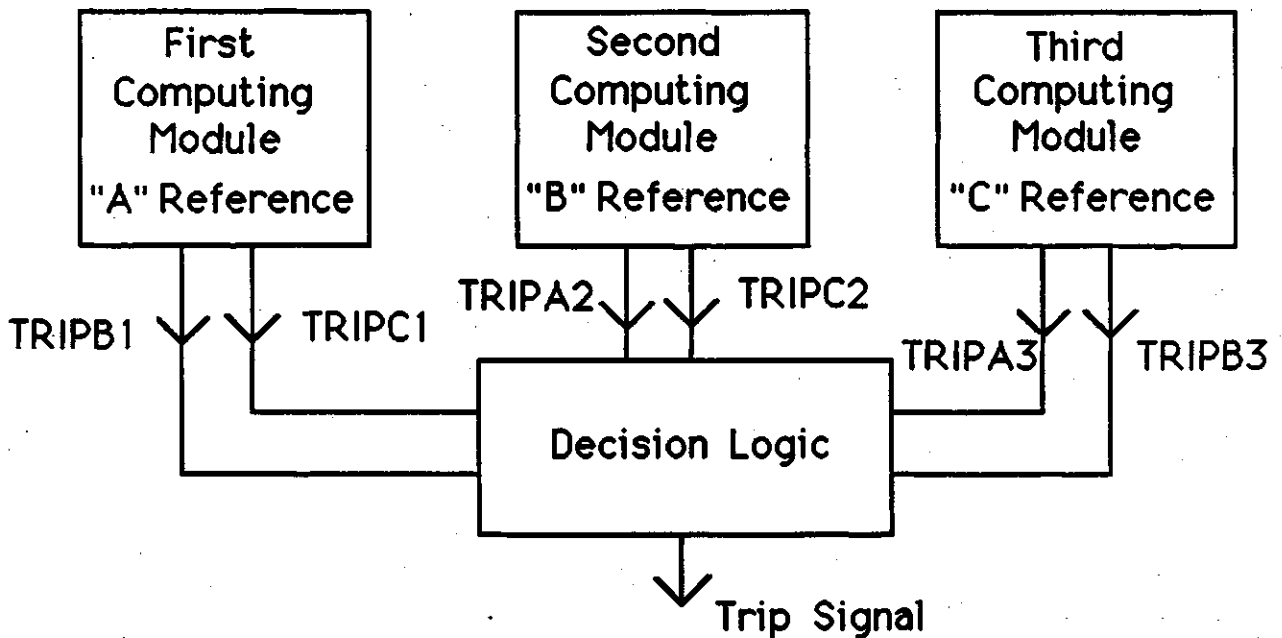 First
Computing
Module
"A" Reference
Second
Computing
Module
"B" Reference
Third
Computing
Module
"C" Reference
TRIPB1
TRIPC1
TRIPA2
TRIPC2
TRIPA3
TRIPB3
Decision Logic
Trip Signal